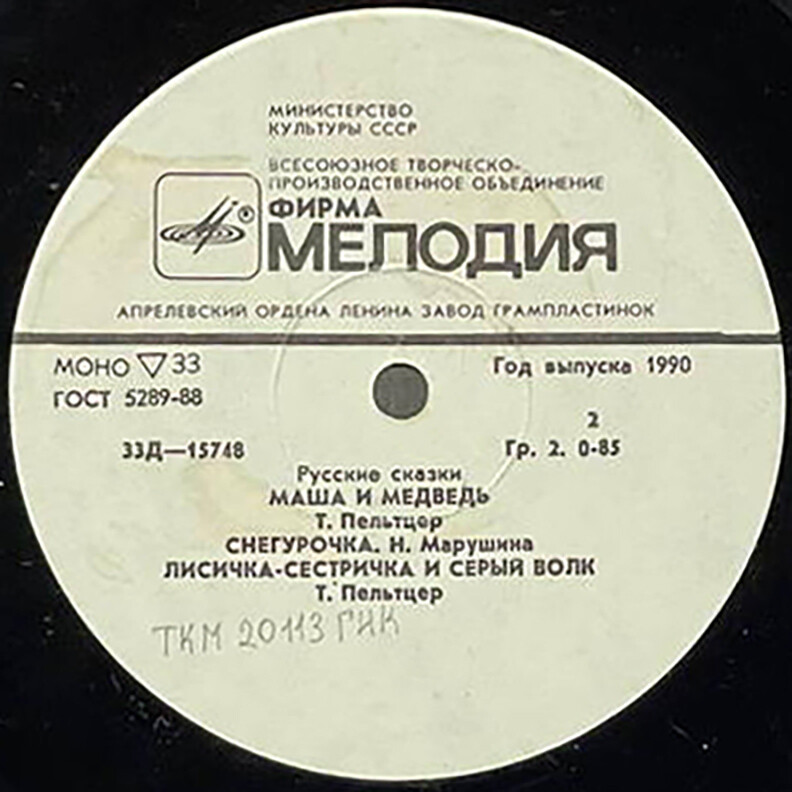 МИНИСТЕРСТВО
КУЛЬТУРЫ СССР
ВСЕСОЮЗНОЕ ТВОРЧЕСКО-
ПРОИЗВОДСТВЕННОЕ ОБЪЕДИНЕНИЕ
®
ФИРМА
МЕЛОДИЯ
АПРЕЛЕВСКИЙ ОРДЕНА ЛЕНИНА ЗАВОД ГРАМПЛАСТИНОК
МОНО ▽ 33 Год выпуска 1990
ГОСТ 5289-88
2
33Д—15748 Гр. 2. 0-85
Русские сказки
МАША И МЕДВЕДЬ
Т. Пельтцер
СНЕГУРОЧКА. Н. Марушина
ЛИСИЧКА-СЕСТРИЧКА И СЕРЫЙ ВОЛК
Т. Пельтцер
ТКМ 20113 ГИК